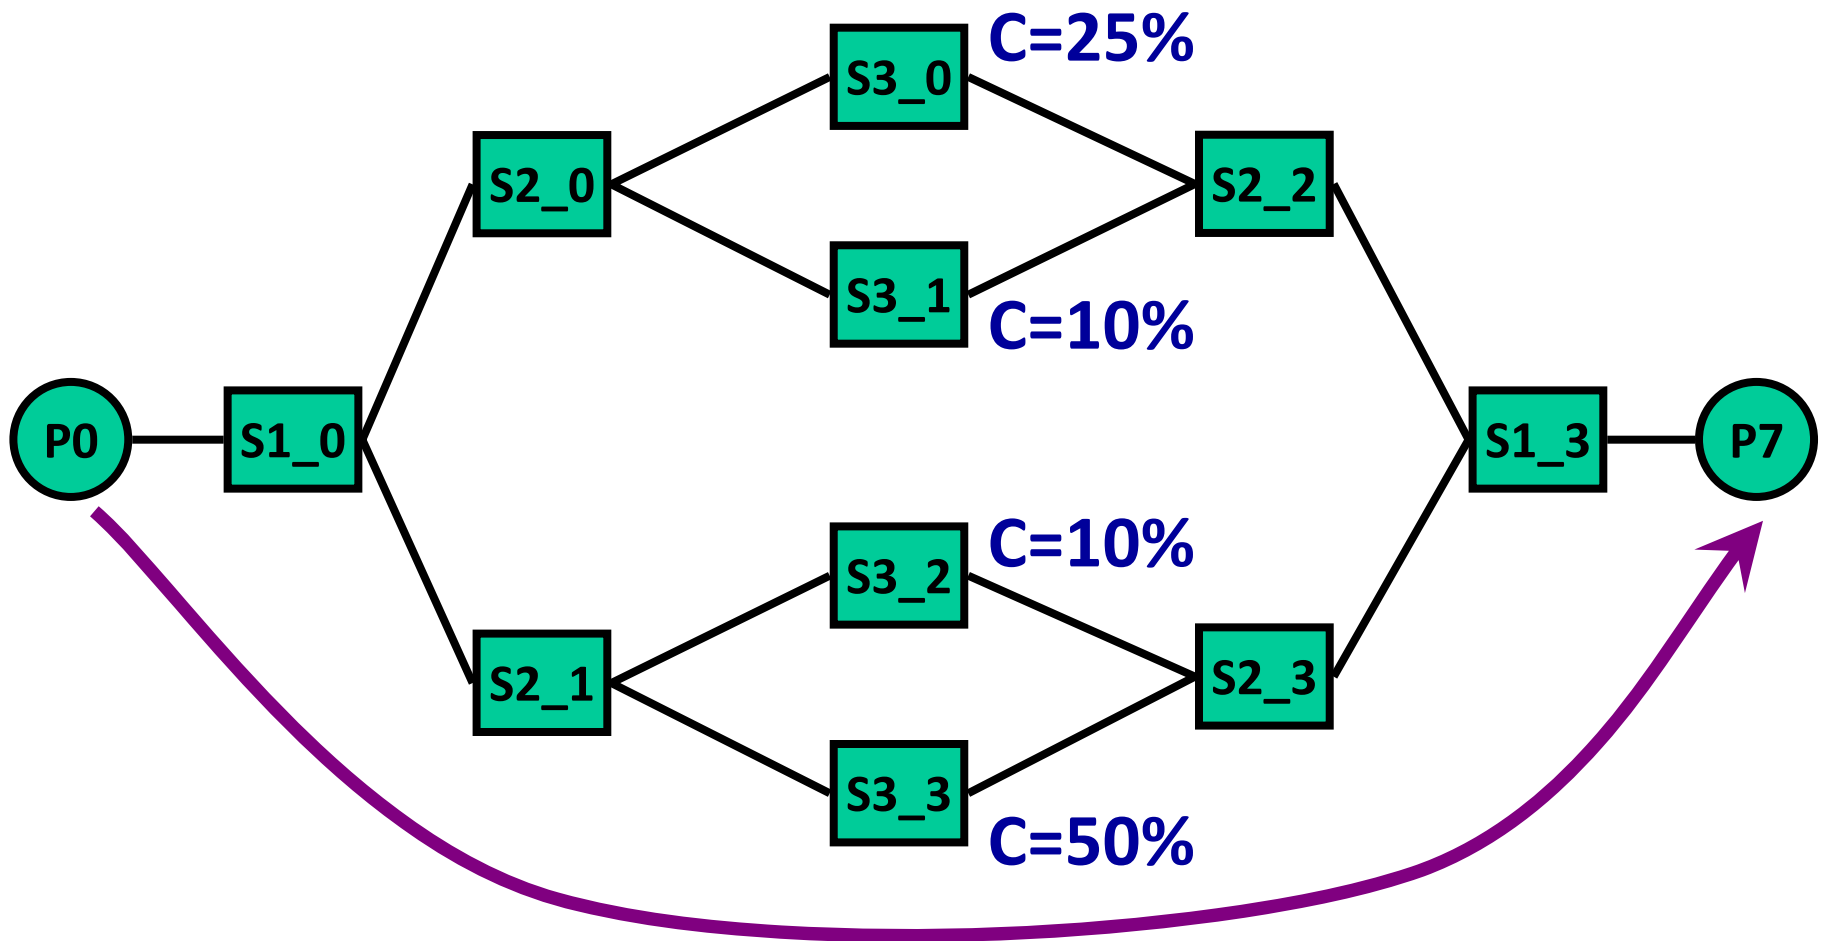 C=25%
S3_0
S2_0
S2_2
S3_1
C=10%
P0
S1_0
S1_3
P7
C=10%
S3_2
S2_1
S2_3
S3_3
C=50%